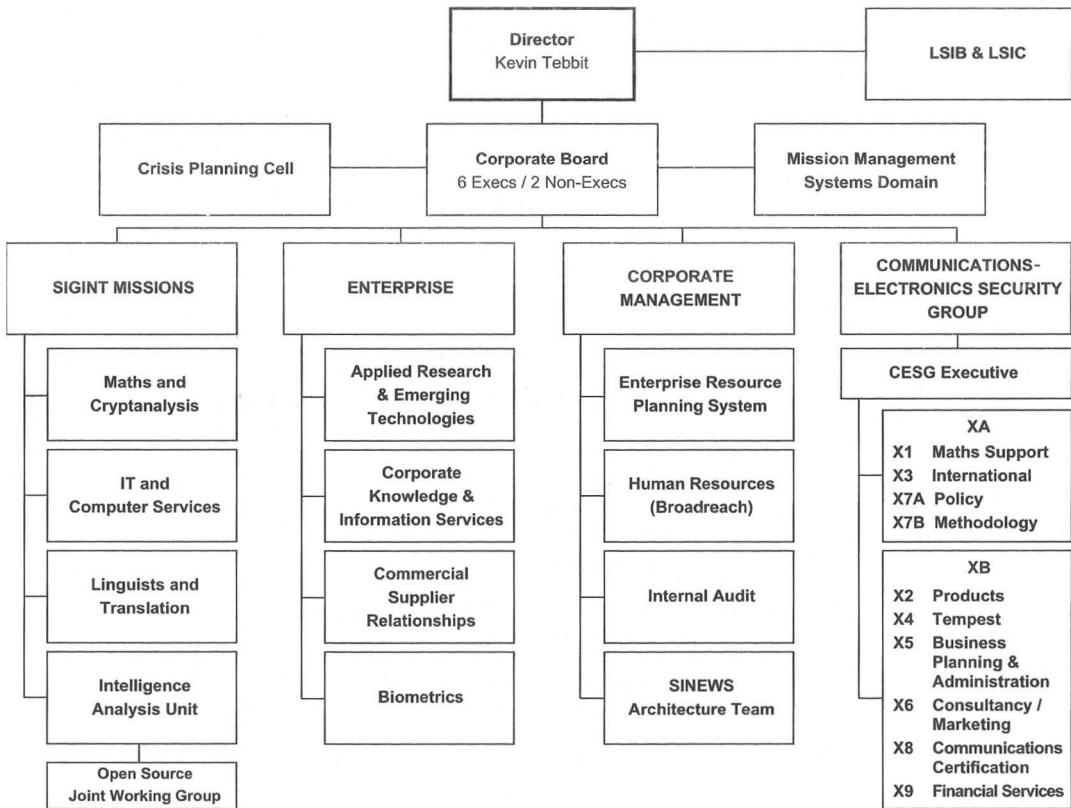 Director
Kevin Tebbit
LSIB & LSIC
Crisis Planning Cell
Corporate Board
6 Execs / 2 Non-Execs
Mission Management
Systems Domain
SIGINT MISSIONS
Maths and
Cryptanalysis
IT and
Computer Services
Linguists and
Translation
Intelligence
Analysis Unit
Open Source
Joint Working Group
ENTERPRISE
Applied Research
& Emerging
Technologies
Corporate
Knowledge &
Information Services
Commercial
Supplier
Relationships
Biometrics
CORPORATE
MANAGEMENT
Enterprise Resource
Planning System
Human Resources
(Broadreach)
Internal Audit
SINEWS
Architecture Team
COMMUNICATIONS-
ELECTRONICS SECURITY
GROUP
CESG Executive
XA
X1 Maths Support
X3 International
X7A Policy
X7B Methodology
XB
X2 Products
X4 Tempest
X5 Business
Planning &
Administration
X6 Consultancy /
Marketing
X8 Communications
Certification
X9 Financial Services